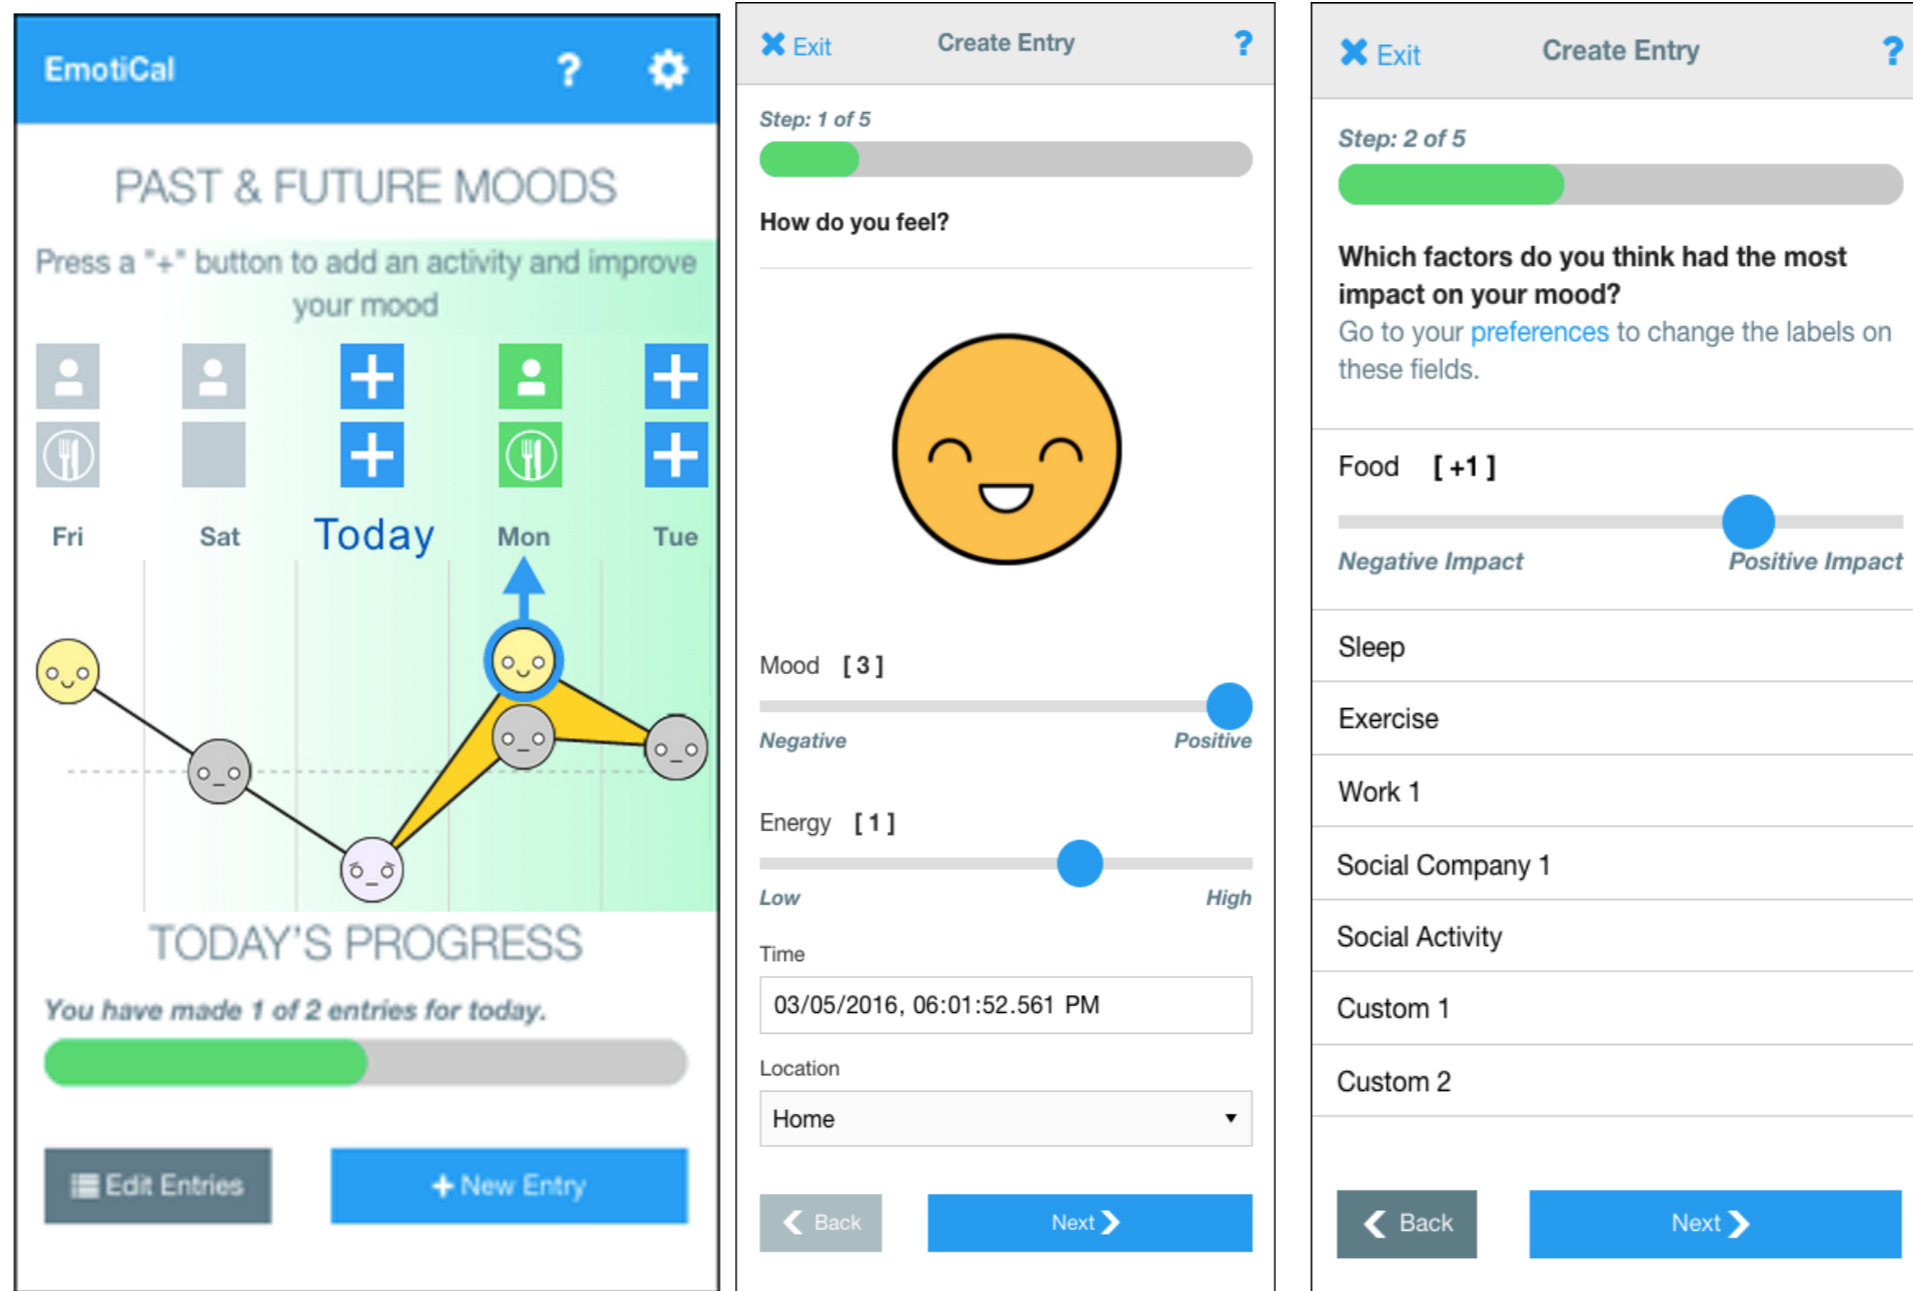 EmotiCal ?
PAST & FUTURE MOODS
Press a "+" button to add an activity and improve
your mood
Fri Sat Today Mon Tue
TODAY'S PROGRESS
You have made 1 of 2 entries for today.
Edit Entries + New Entry
Exit Create Entry ?
Step: 1 of 5
How do you feel?
Mood [ 3 ]
Negative Positive
Energy [ 1 ]
Low High
Time
03/05/2016, 06:01:52.561 PM
Location
Home
Back Next
Exit Create Entry ?
Step: 2 of 5
Which factors do you think had the most
impact on your mood?
Go to your preferences to change the labels on
these fields.
Food [ +1 ]
Negative Impact Positive Impact
Sleep
Exercise
Work 1
Social Company 1
Social Activity
Custom 1
Custom 2
Back Next